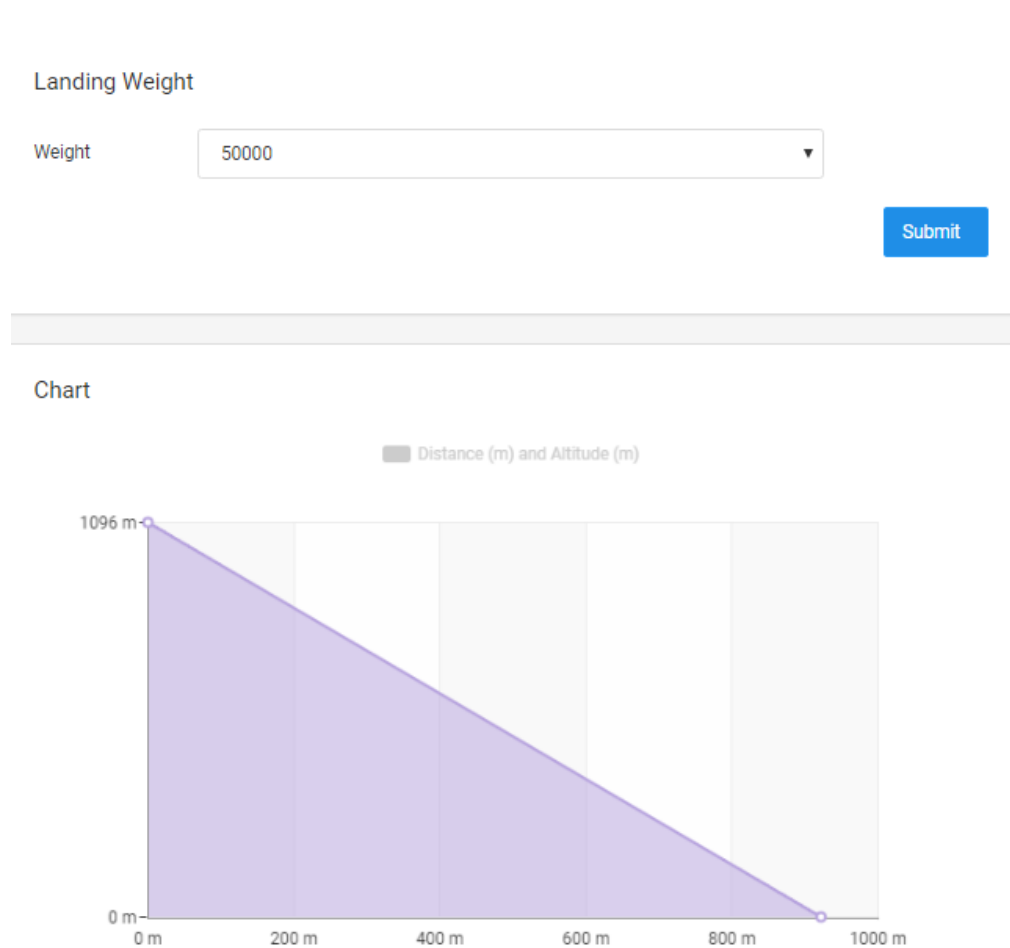 Landing Weight
Weight
50000
Submit
Chart
Distance (m) and Altitude (m)
1096 m
0 m
0 m 200 m 400 m 600 m 800 m 1000 m